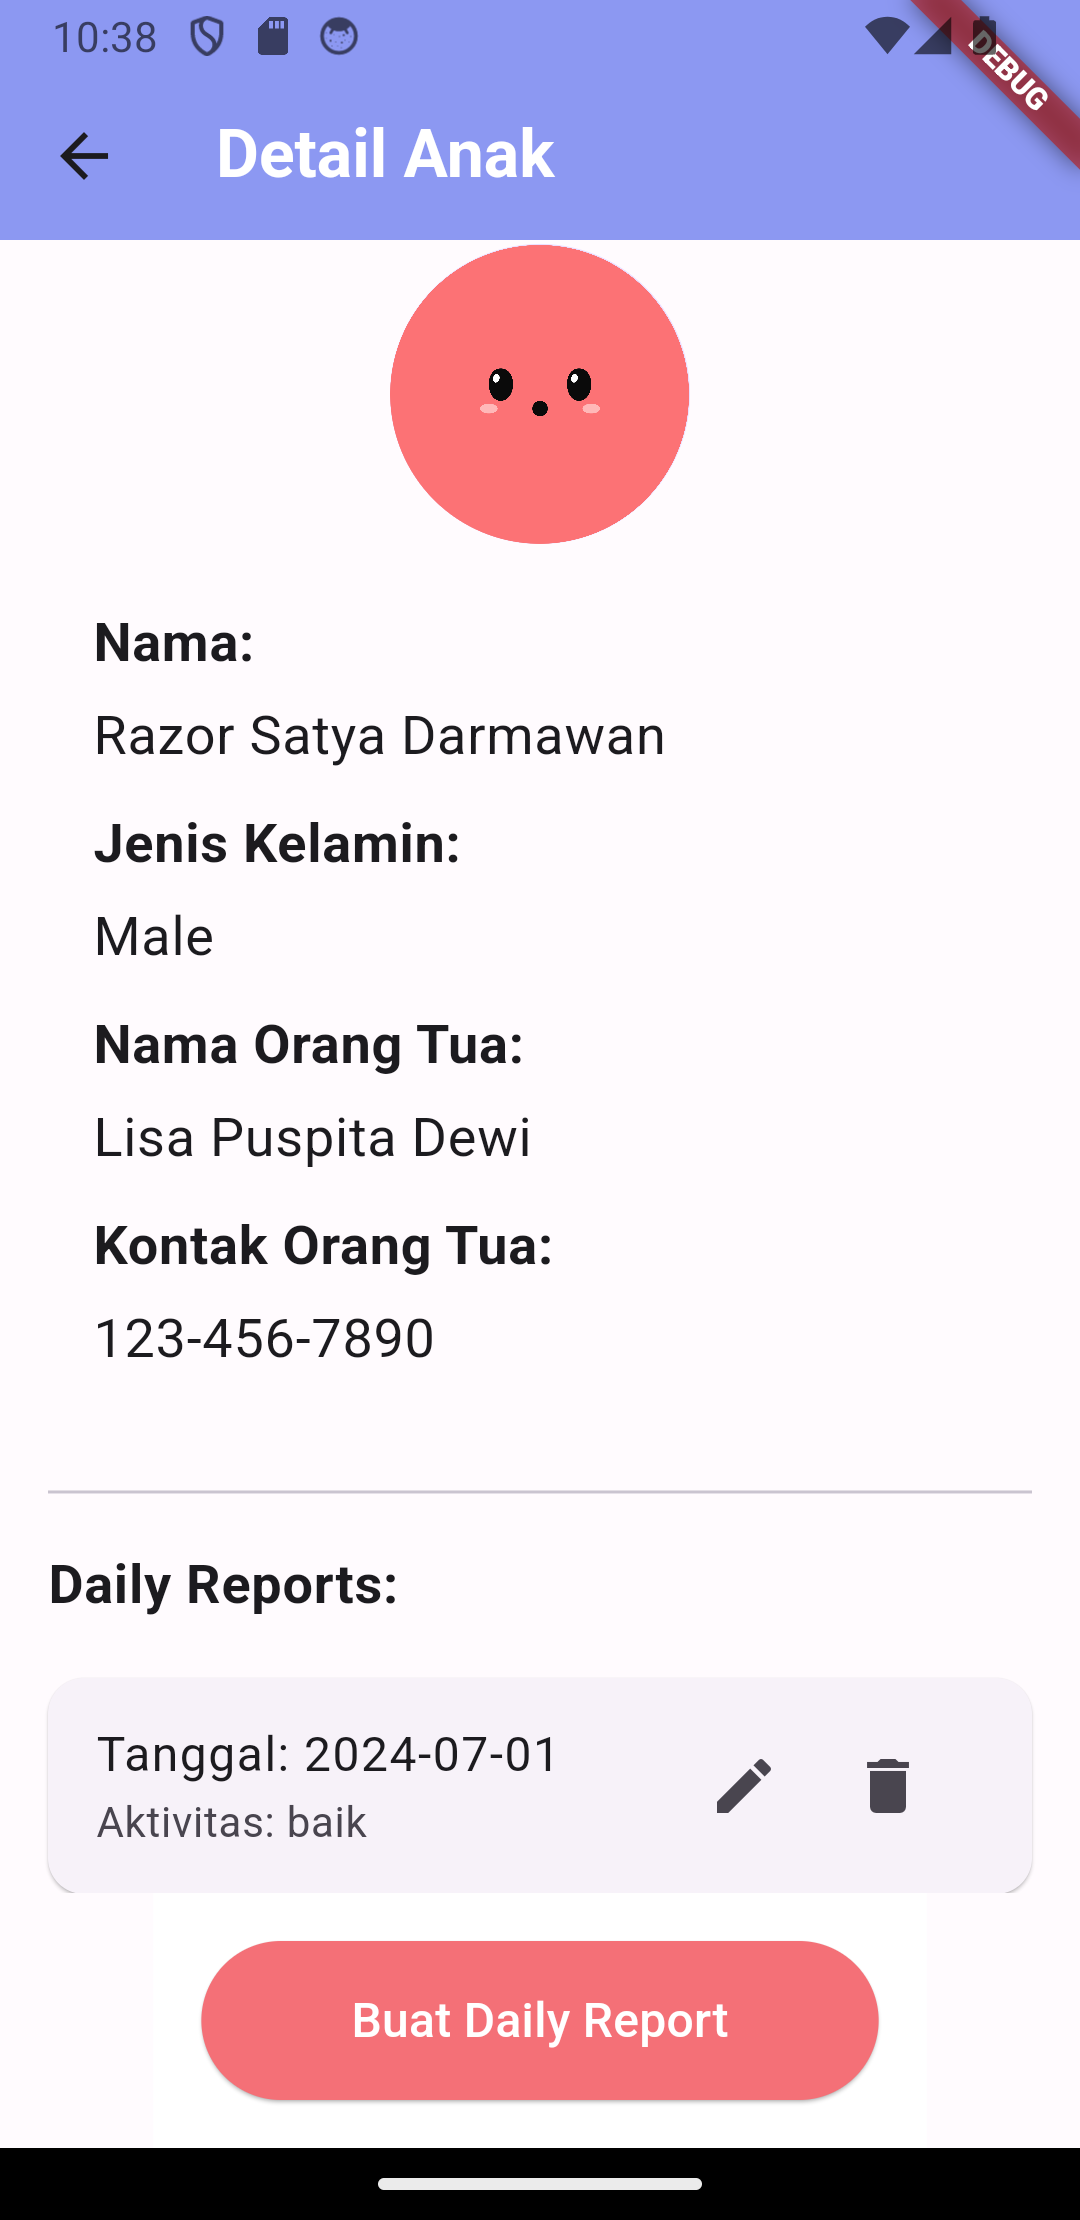 10:38
DEBUG
Detail Anak
Nama:
Razor Satya Darmawan
Jenis Kelamin:
Male
Nama Orang Tua:
Lisa Puspita Dewi
Kontak Orang Tua:
123-456-7890
Daily Reports:
Tanggal: 2024-07-01
Aktivitas: baik
Buat Daily Report